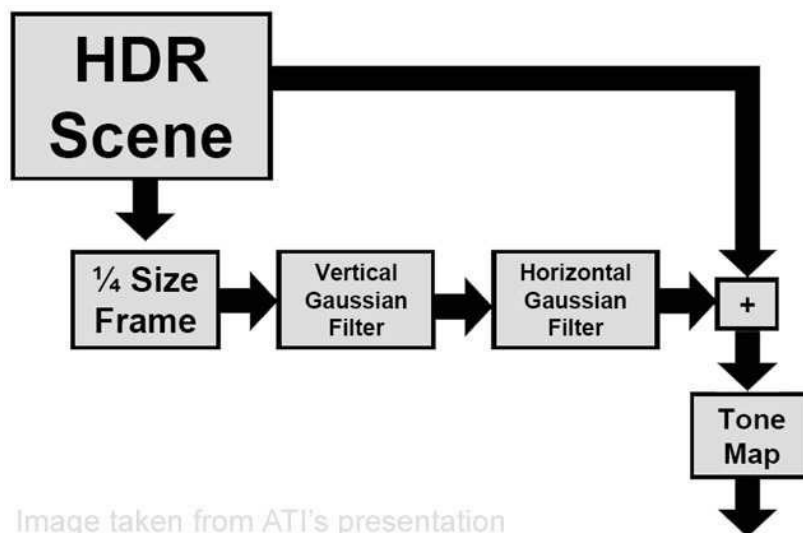 HDR
Scene
¼ Size
Frame
Vertical
Gaussian
Filter
Horizontal
Gaussian
Filter
+
Tone
Map
Image taken from ATI's presentation